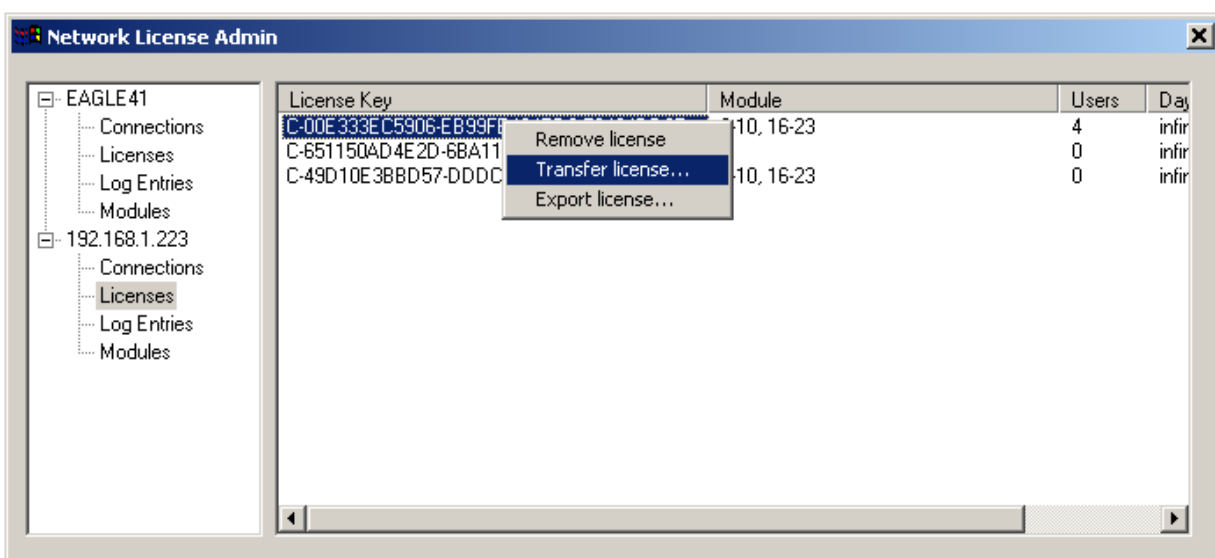 Network License Admin
EAGLE41
Connections
Licenses
Log Entries
Modules
192.168.1.223
Connections
Licenses
Log Entries
Modules
License Key Module Users
C-00E333EC5906-EB99F 10, 16-23 4
C-651150AD4E2D-6BA11 0
C-49D10E3BBD57-DDDC 10, 16-23 0
Remove license
Transfer license...
Export license...